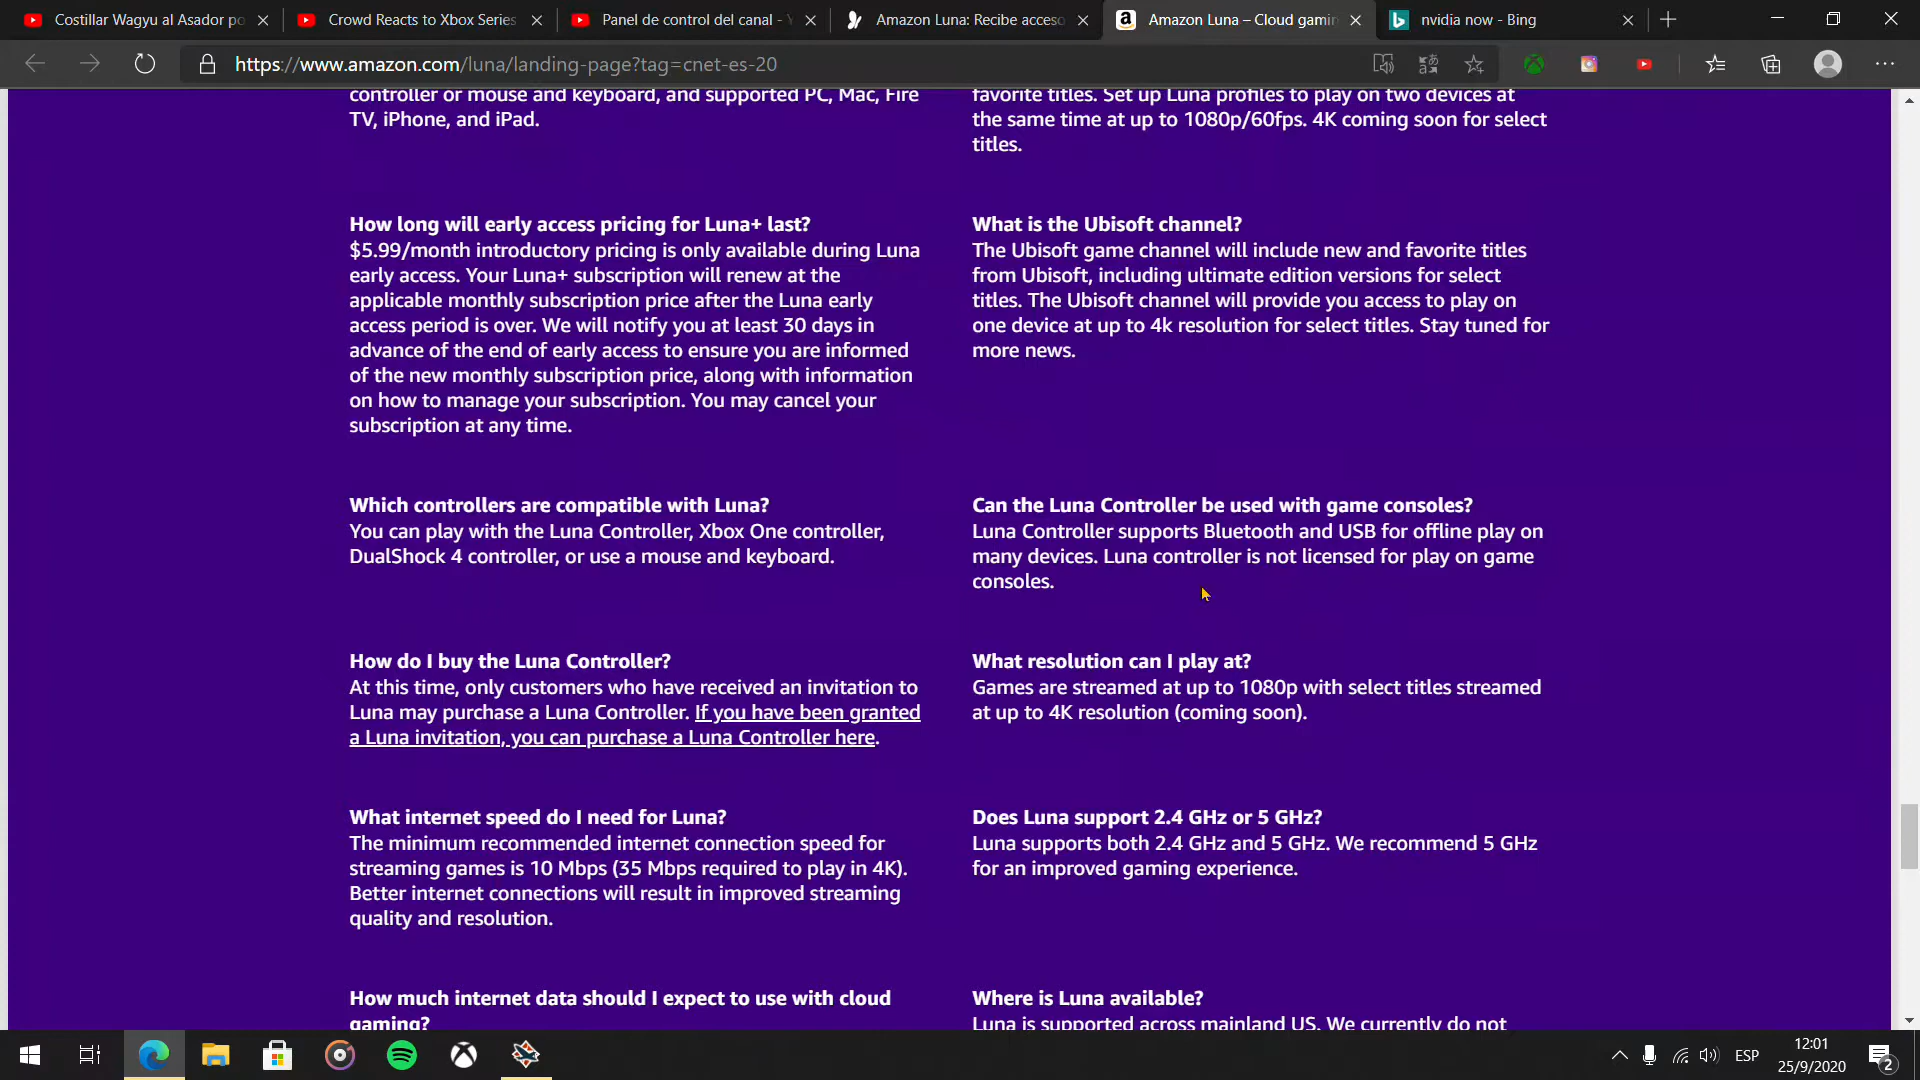 Costillar Wagyu al Asador po
Crowd Reacts to Xbox Series
Panel de control del canal - Y
Amazon Luna: Recibe acceso
Amazon Luna – Cloud gamin
nvidia now - Bing
https://www.amazon.com/luna/landing-page?tag=cnet-es-20
controller or mouse and keyboard, and supported PC, Mac, Fire
TV, iPhone, and iPad.
favorite titles. Set up Luna profiles to play on two devices at
the same time at up to 1080p/60fps. 4K coming soon for select
titles.
How long will early access pricing for Luna+ last?
$5.99/month introductory pricing is only available during Luna
early access. Your Luna+ subscription will renew at the
applicable monthly subscription price after the Luna early
access period is over. We will notify you at least 30 days in
advance of the end of early access to ensure you are informed
of the new monthly subscription price, along with information
on how to manage your subscription. You may cancel your
subscription at any time.
What is the Ubisoft channel?
The Ubisoft game channel will include new and favorite titles
from Ubisoft, including ultimate edition versions for select
titles. The Ubisoft channel will provide you access to play on
one device at up to 4k resolution for select titles. Stay tuned for
more news.
Which controllers are compatible with Luna?
You can play with the Luna Controller, Xbox One controller,
DualShock 4 controller, or use a mouse and keyboard.
Can the Luna Controller be used with game consoles?
Luna Controller supports Bluetooth and USB for offline play on
many devices. Luna controller is not licensed for play on game
consoles.
How do I buy the Luna Controller?
At this time, only customers who have received an invitation to
Luna may purchase a Luna Controller. If you have been granted
a Luna invitation, you can purchase a Luna Controller here.
What resolution can I play at?
Games are streamed at up to 1080p with select titles streamed
at up to 4K resolution (coming soon).
What internet speed do I need for Luna?
The minimum recommended internet connection speed for
streaming games is 10 Mbps (35 Mbps required to play in 4K).
Better internet connections will result in improved streaming
quality and resolution.
Does Luna support 2.4 GHz or 5 GHz?
Luna supports both 2.4 GHz and 5 GHz. We recommend 5 GHz
for an improved gaming experience.
How much internet data should I expect to use with cloud
gaming?
Where is Luna available?
Luna is supported across mainland US. We currently do not
ESP
12:01
25/9/2020
2